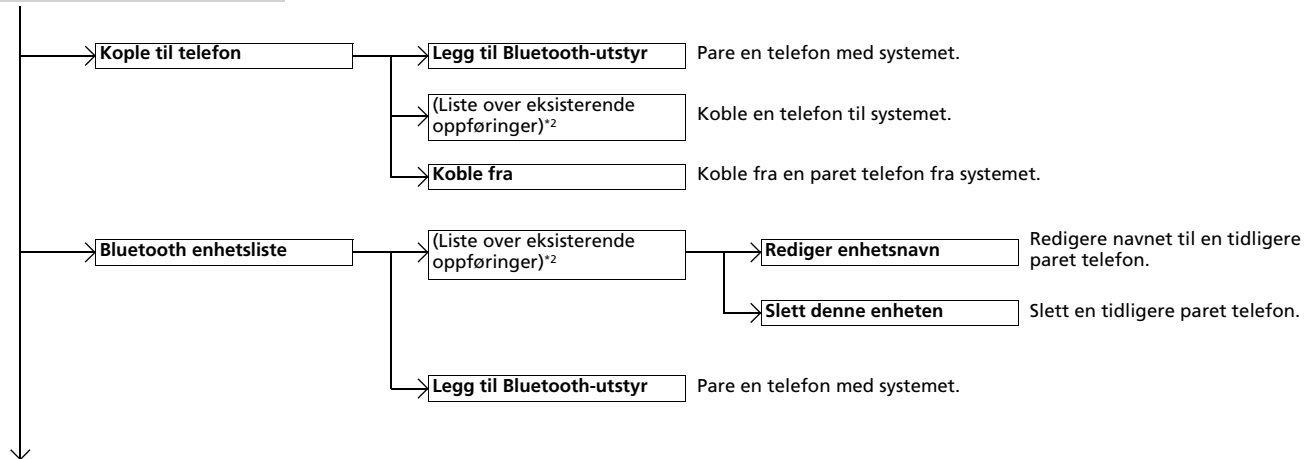 Kople til telefon
Legg til Bluetooth-utstyr
Pare en telefon med systemet.
(Liste over eksisterende
oppføringer)*2
Koble en telefon til systemet.
Koble fra
Koble fra en paret telefon fra systemet.
Bluetooth enhetsliste
(Liste over eksisterende
oppføringer)*2
Rediger enhetsnavn
Redigere navnet til en tidligere
paret telefon.
Slett denne enheten
Slett en tidligere paret telefon.
Legg til Bluetooth-utstyr
Pare en telefon med systemet.